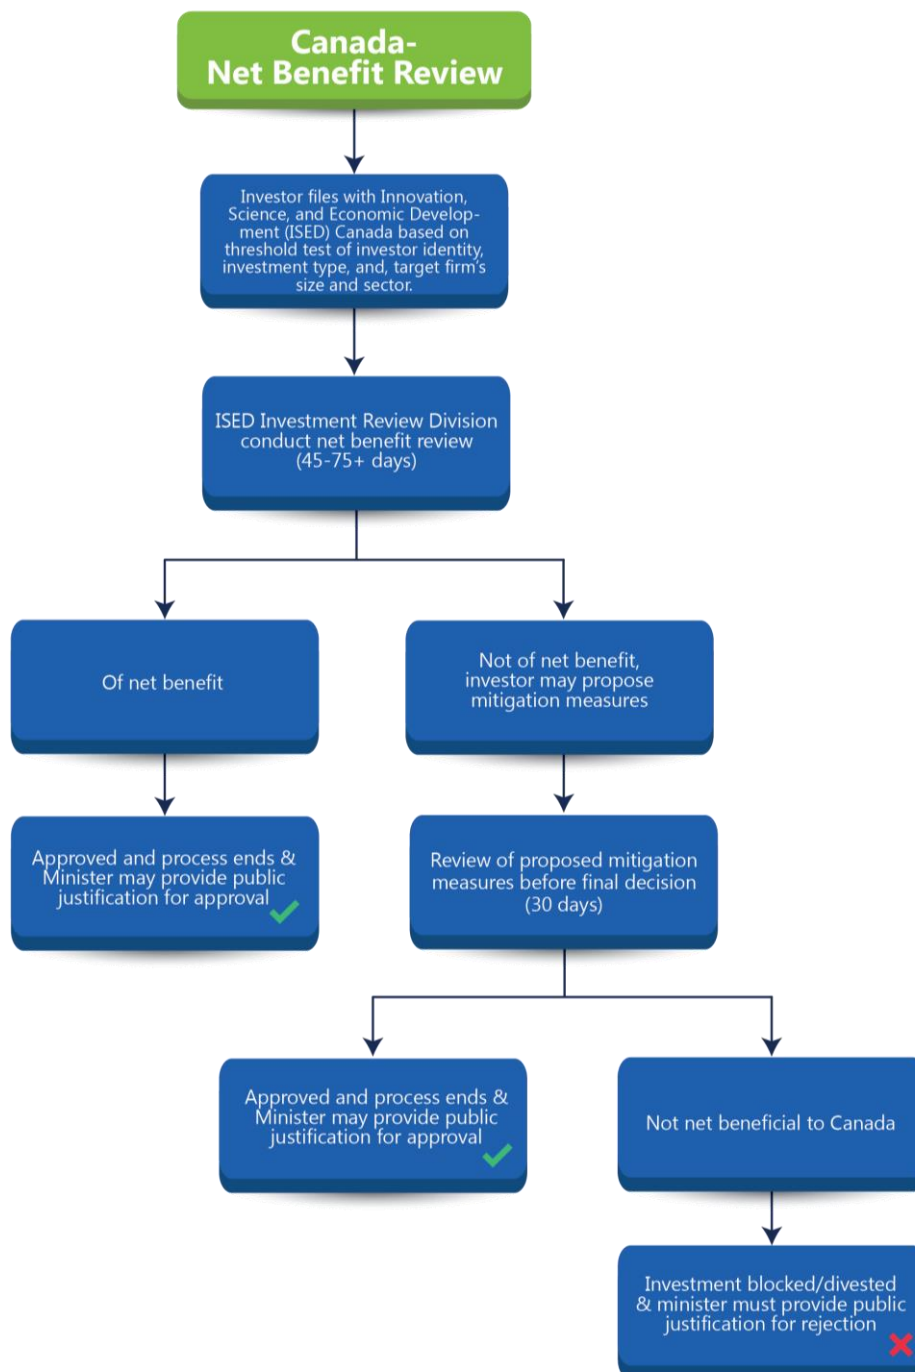 Canada-
Net Benefit Review
Investor files with Innovation,
Science, and Economic Develop-
ment (ISED) Canada based on
threshold test of investor identity,
investment type, and, target firm's
size and sector.
ISED Investment Review Division
conduct net benefit review
(45-75+ days)
Of net benefit
Not of net benefit,
investor may propose
mitigation measures
Approved and process ends &
Minister may provide public
justification for approval
Review of proposed mitigation
measures before final decision
(30 days)
Approved and process ends &
Minister may provide public
justification for approval
Not net beneficial to Canada
Investment blocked/divested
& minister must provide public
justification for rejection